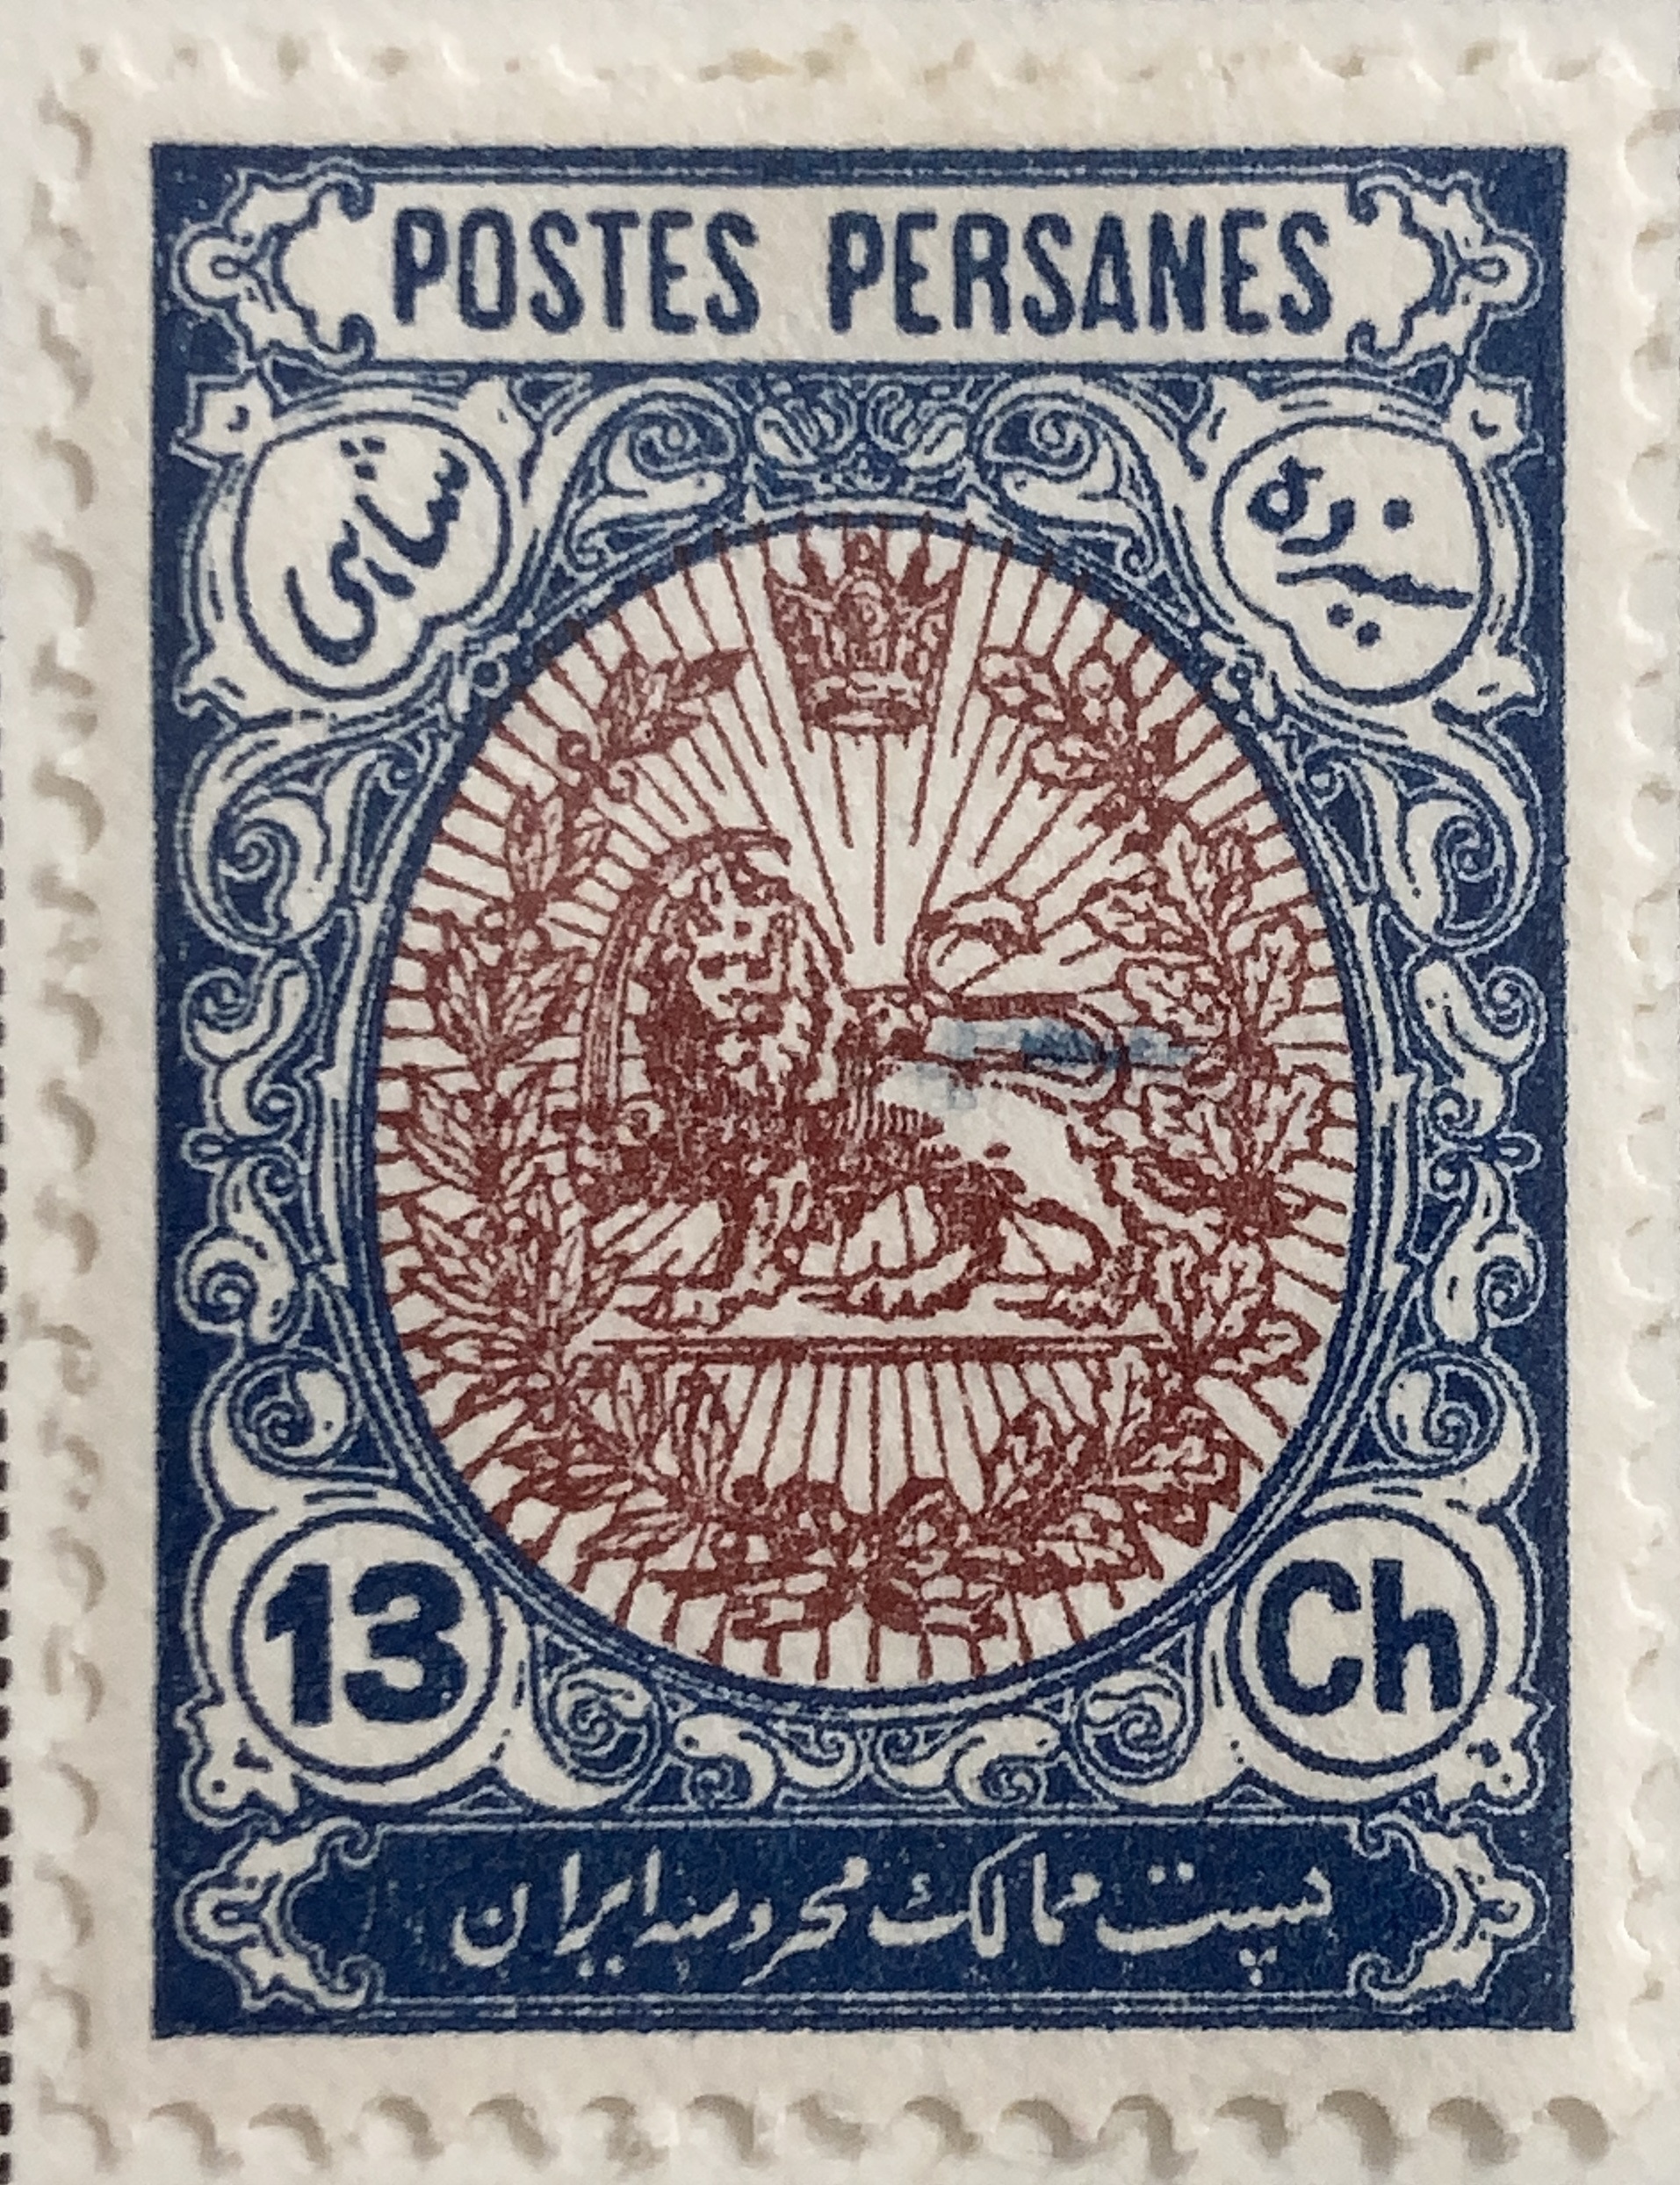 POSTES PERSANES
سیزده شاهی
13 Ch
پست ممالک محروسه ایران